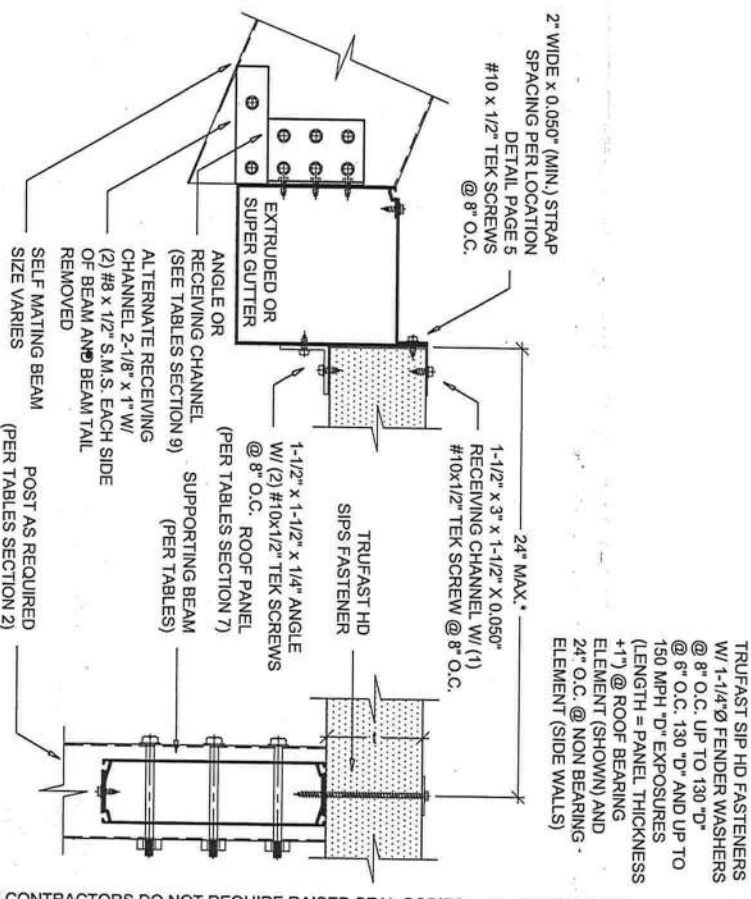 TRUFAST SIP HD FASTENERS
W/ 1-1/4"Ø FENDER WASHERS
@ 8" O.C. UP TO 130 "D"
@ 6" O.C. 130 "D" AND UP TO
150 MPH "D" EXPOSURES
(LENGTH = PANEL THICKNESS
+1") @ ROOF BEARING
ELEMENT (SHOWN) AND
24" O.C. @ NON BEARING -
ELEMENT (SIDE WALLS)
24" MAX.*
2" WIDE x 0.050" (MIN.) STRAP
SPACING PER LOCATION
DETAIL PAGE 5
#10 x 1/2" TEK SCREWS
@ 8" O.C.
1-1/2" x 3" x 1-1/2" X 0.050"
RECEIVING CHANNEL W/ (1)
#10x1/2" TEK SCREW @ 8" O.C.
TRUFAST HD
SIPS FASTENER
EXTRUDED OR
SUPER GUTTER
1-1/2" x 1-1/2" x 1/4" ANGLE
W/ (2) #10x1/2" TEK SCREWS
@ 8" O.C.
ROOF PANEL
(PER TABLES SECTION 7)
ANGLE OR
RECEIVING CHANNEL
(SEE TABLES SECTION 9)
SUPPORTING BEAM
(PER TABLES)
ALTERNATE RECEIVING
CHANNEL 2-1/8" x 1" W/
(2) #8 x 1/2" S.M.S. EACH SIDE
OF BEAM AND BEAM TAIL
REMOVED
SELF MATING BEAM
SIZE VARIES
POST AS REQUIRED
(PER TABLES SECTION 2)
CONTRACTORS DO NOT REQUIRE RAISED SEAL